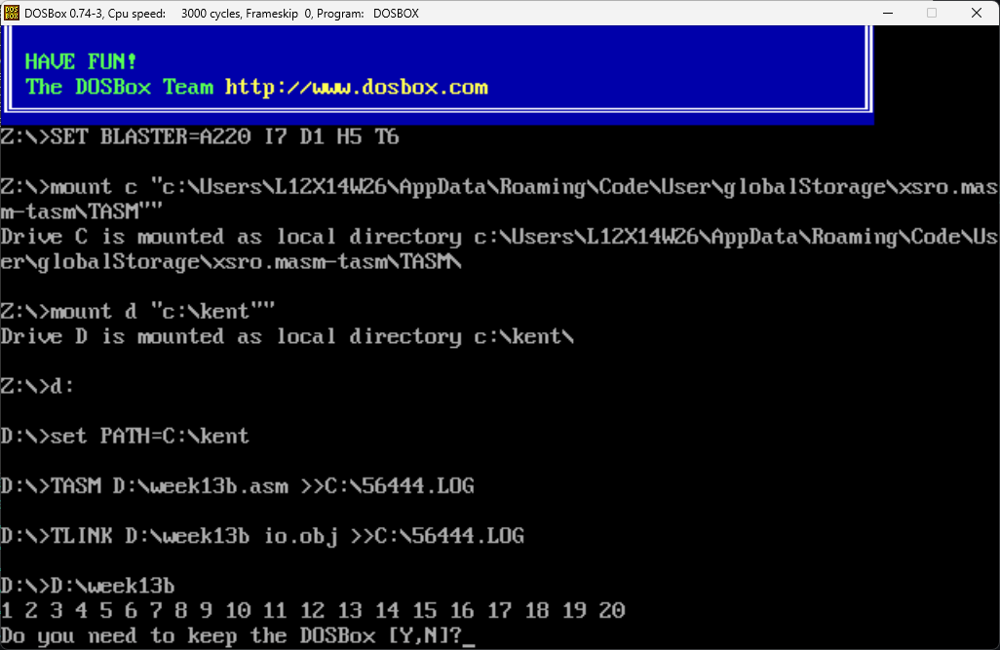 DOSBox 0.74-3, Cpu speed:    3000 cycles, Frameskip  0, Program:   DOSBOX
HAVE FUN!
The DOSBox Team http://www.dosbox.com
Z:\>SET BLASTER=A220 I7 D1 H5 T6
Z:\>mount c "c:\Users\L12X14W26\AppData\Roaming\Code\User\globalStorage\xsro.mas
m-tasm\TASM""
Drive C is mounted as local directory c:\Users\L12X14W26\AppData\Roaming\Code\Us
er\globalStorage\xsro.masm-tasm\TASM\
Z:\>mount d "c:\kent""
Drive D is mounted as local directory c:\kent\
Z:\>d:
D:\>set PATH=C:\kent
D:\>TASM D:\week13b.asm >>C:\56444.LOG
D:\>TLINK D:\week13b io.obj >>C:\56444.LOG
D:\>D:\week13b
1 2 3 4 5 6 7 8 9 10 11 12 13 14 15 16 17 18 19 20
Do you need to keep the DOSBox [Y,N]?_